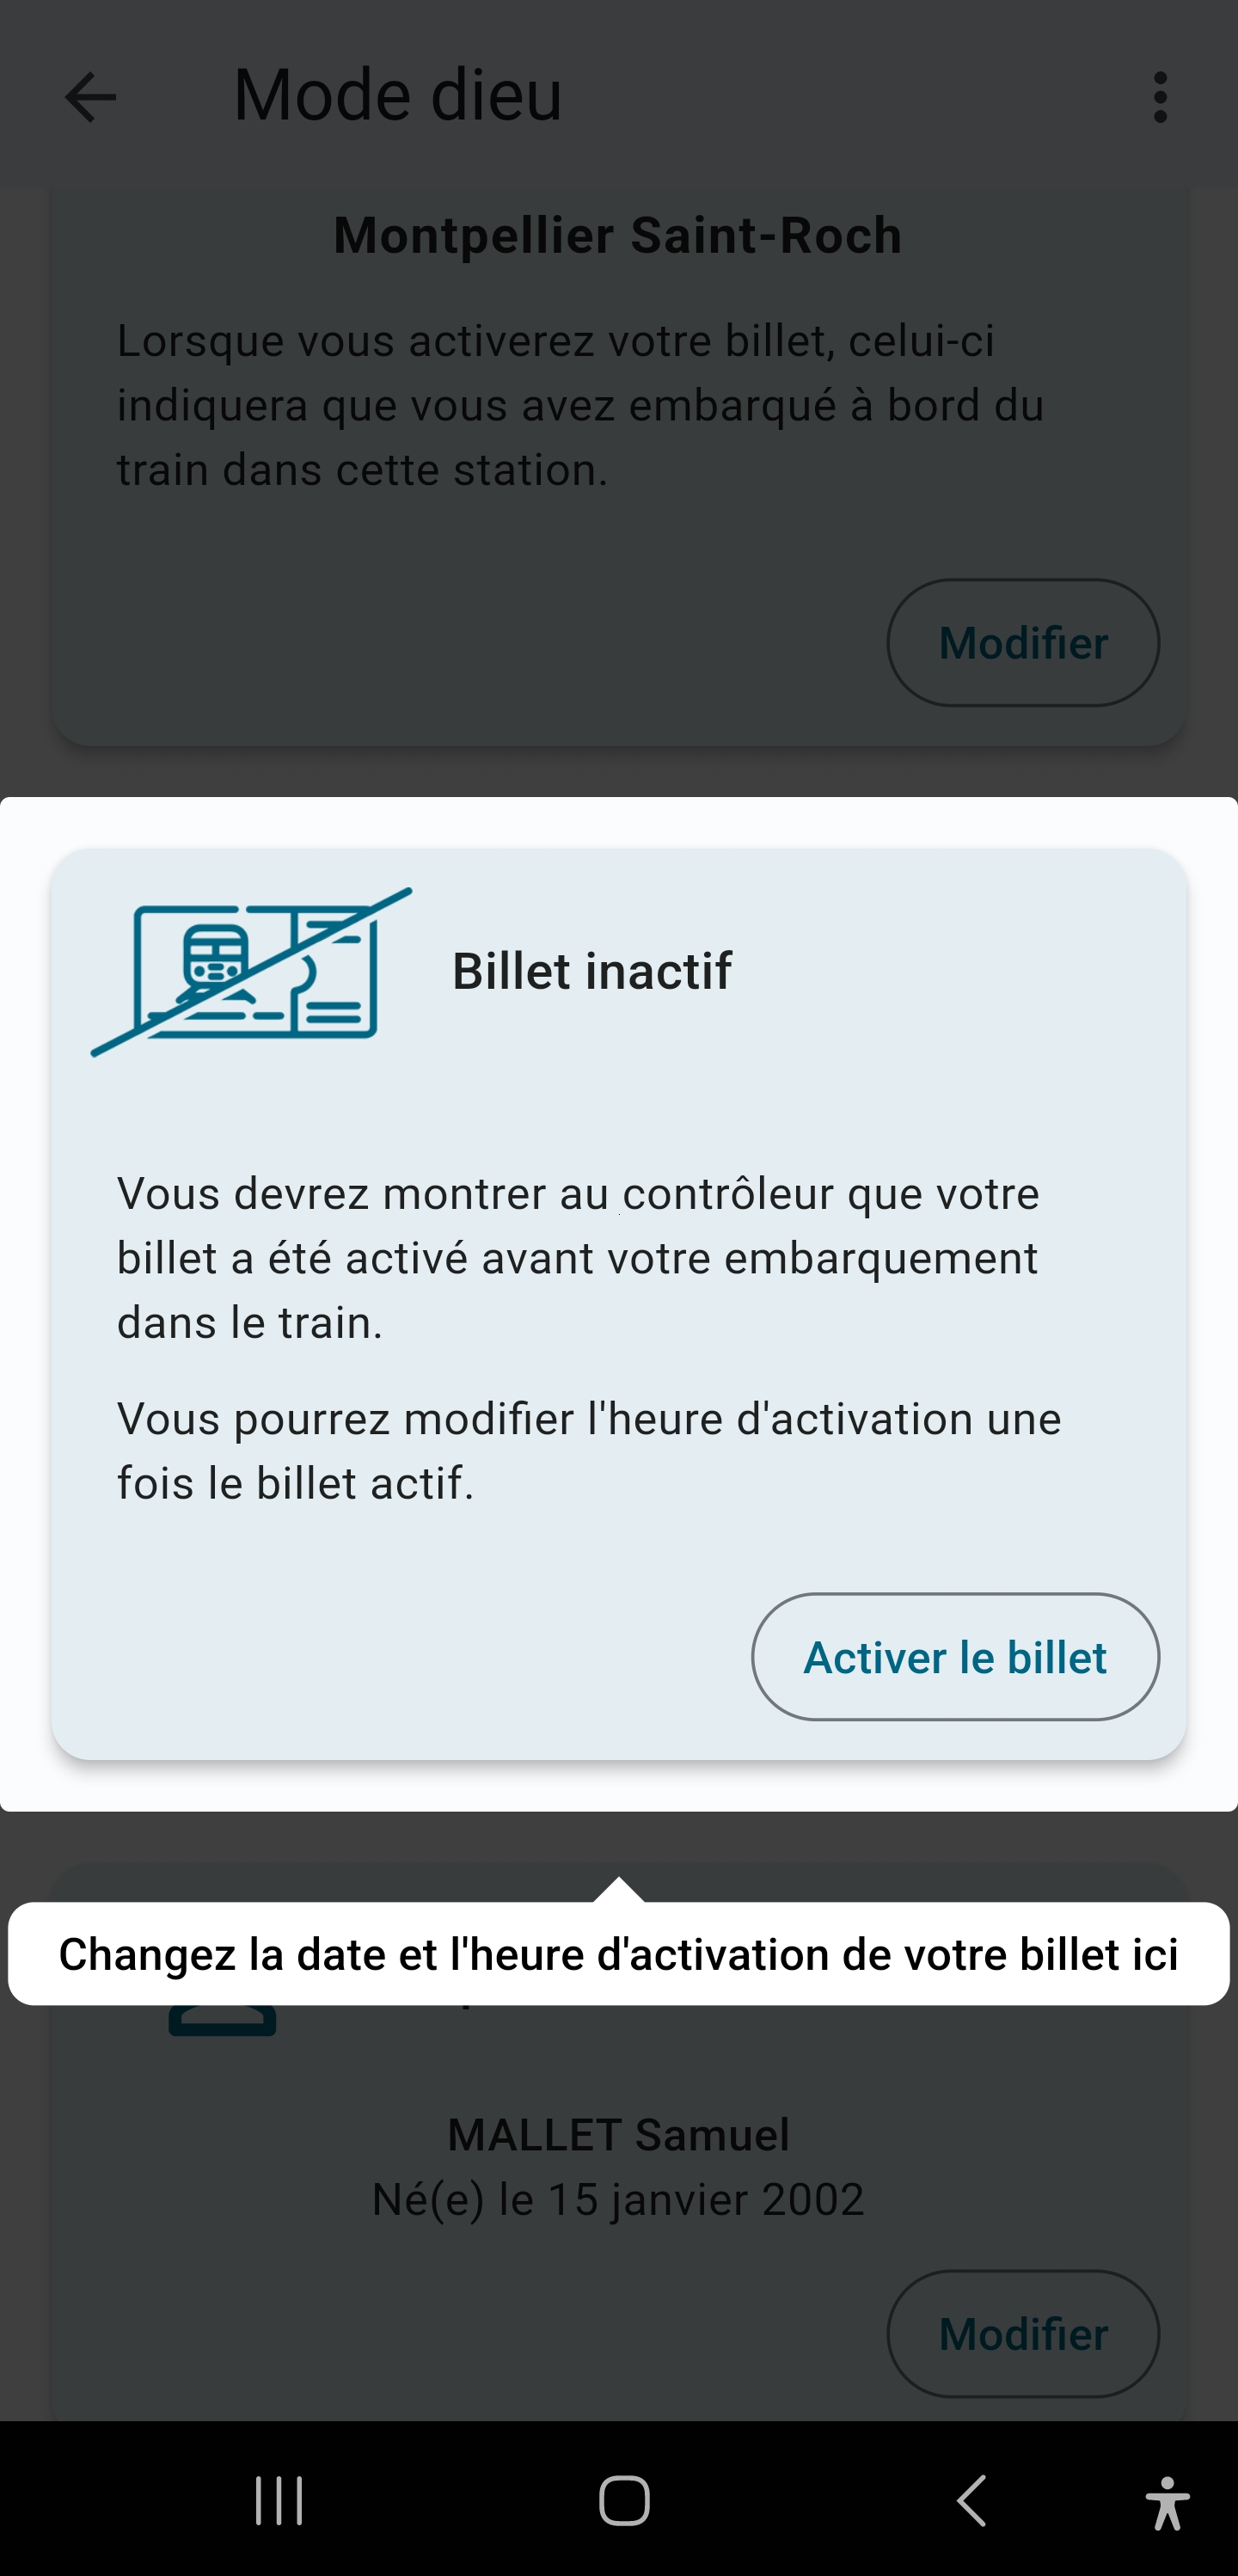 Mode dieu
Montpellier Saint-Roch
Lorsque vous activerez votre billet, celui-ci
indiquera que vous avez embarqué à bord du
train dans cette station.
Modifier
Billet inactif
Vous devrez montrer au contrôleur que votre
billet a été activé avant votre embarquement
dans le train.
Vous pourrez modifier l'heure d'activation une
fois le billet actif.
Activer le billet
Changez la date et l'heure d'activation de votre billet ici
MALLET Samuel
Né(e) le 15 janvier 2002
Modifier